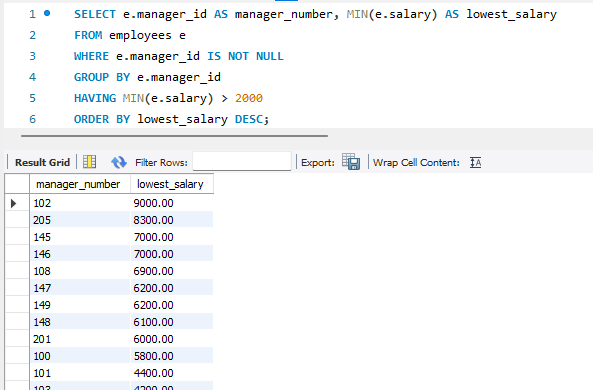 1 SELECT e.manager_id AS manager_number, MIN(e.salary) AS lowest_salary
2 FROM employees e
3 WHERE e.manager_id IS NOT NULL
4 GROUP BY e.manager_id
5 HAVING MIN(e.salary) > 2000
6 ORDER BY lowest_salary DESC;
Result Grid Filter Rows: Export: Wrap Cell Content:
manager_number lowest_salary
102 9000.00
205 8300.00
145 7000.00
146 7000.00
108 6900.00
147 6200.00
149 6200.00
148 6100.00
201 6000.00
100 5800.00
101 4400.00
103 4200.00